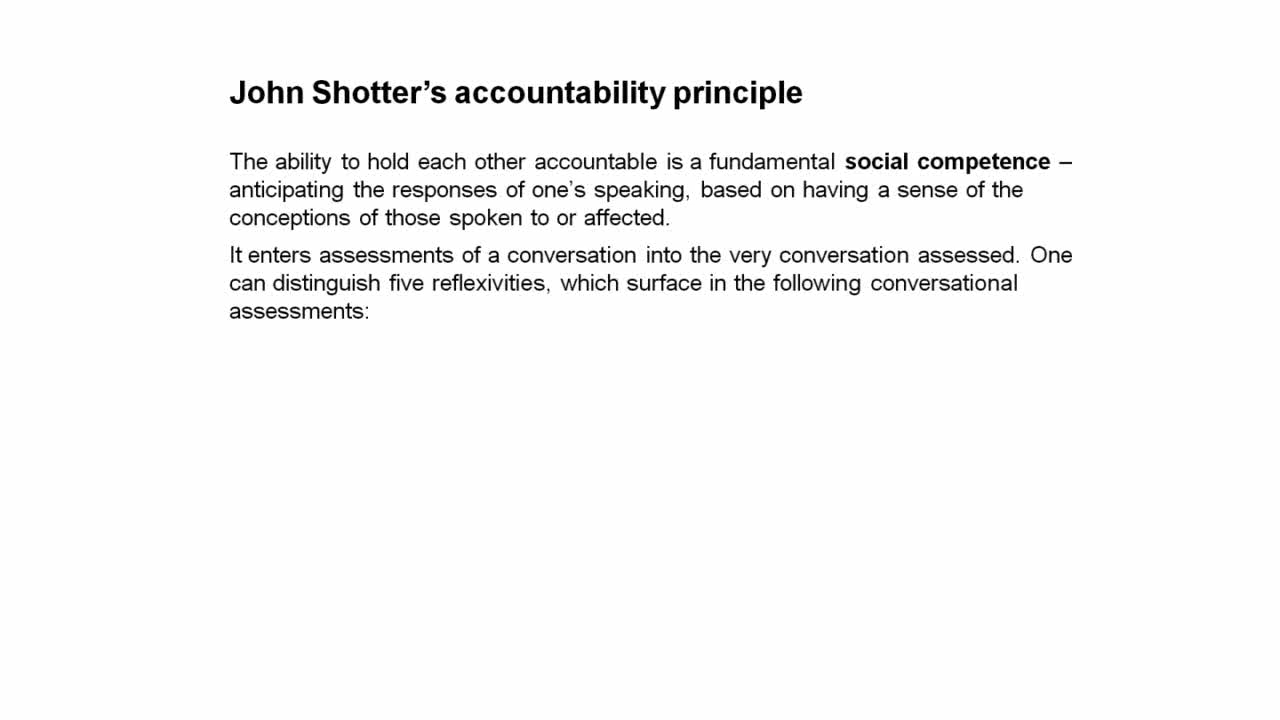 John Shotter’s accountability principle
The ability to hold each other accountable is a fundamental social competence –
anticipating the responses of one’s speaking, based on having a sense of the
conceptions of those spoken to or affected.
It enters assessments of a conversation into the very conversation assessed. One
can distinguish five reflexivities, which surface in the following conversational
assessments: